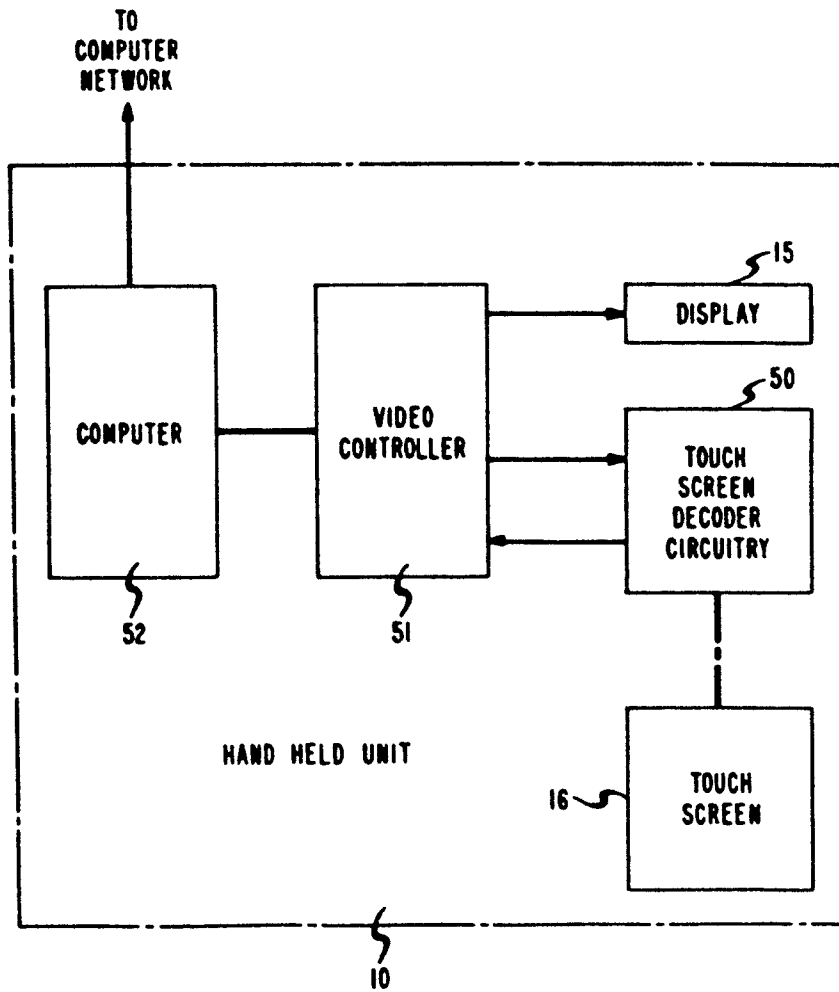 TO
COMPUTER
NETWORK
15
DISPLAY
50
COMPUTER
VIDEO
CONTROLLER
TOUCH
SCREEN
DECODER
CIRCUITRY
52
51
HAND HELD UNIT
16
TOUCH
SCREEN
10